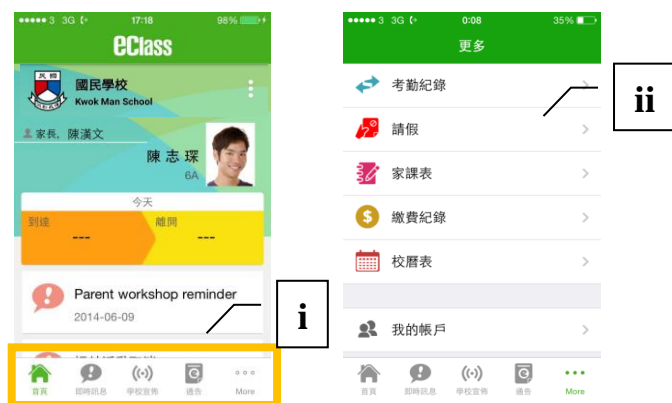 3 3G 17:18 98%
eClass
民國
國民學校
Kwok Man School
家長, 陳漢文
陳志琛
6A
今天
到達
離開
---
---
Parent workshop reminder
2014-06-09
i
首頁
即時訊息
學校宣佈
通告
More
3 3G 0:08 35%
更多
考勤紀錄
請假
家課表
繳費紀錄
校曆表
我的帳戶
首頁
即時訊息
學校宣佈
通告
More
ii